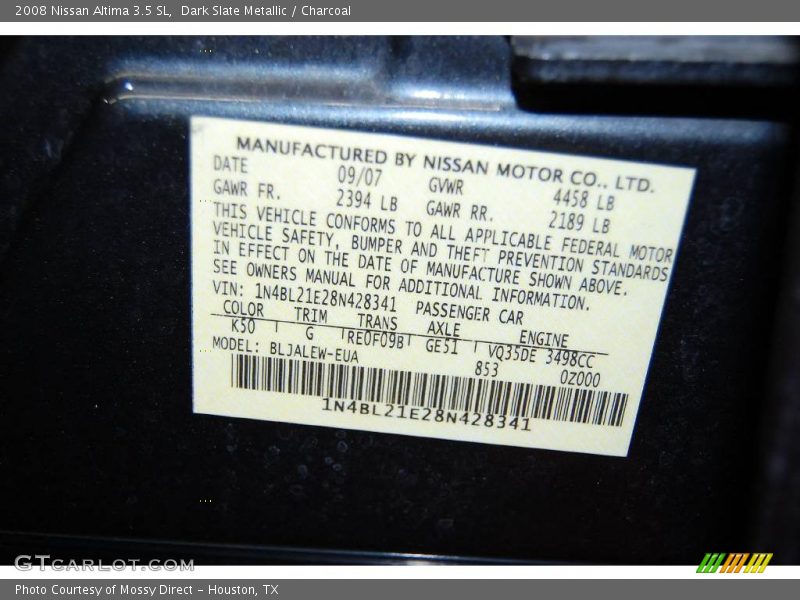 2008 Nissan Altima 3.5 SL, Dark Slate Metallic / Charcoal
MANUFACTURED BY NISSAN MOTOR CO., LTD.
DATE 09/07 GVWR 4458 LB
GAWR FR. 2394 LB GAWR RR. 2189 LB
THIS VEHICLE CONFORMS TO ALL APPLICABLE FEDERAL MOTOR
VEHICLE SAFETY, BUMPER AND THEFT PREVENTION STANDARDS
IN EFFECT ON THE DATE OF MANUFACTURE SHOWN ABOVE.
SEE OWNERS MANUAL FOR ADDITIONAL INFORMATION.
VIN: 1N4BL21E28N428341 PASSENGER CAR
COLOR TRIM TRANS AXLE ENGINE
K50 G RE0F09B GE51 VQ35DE 3498CC
MODEL: BLJALEW-EUA 853 0Z000
1N4BL21E28N428341
GTCARLOT.COM
Photo Courtesy of Mossy Direct – Houston, TX